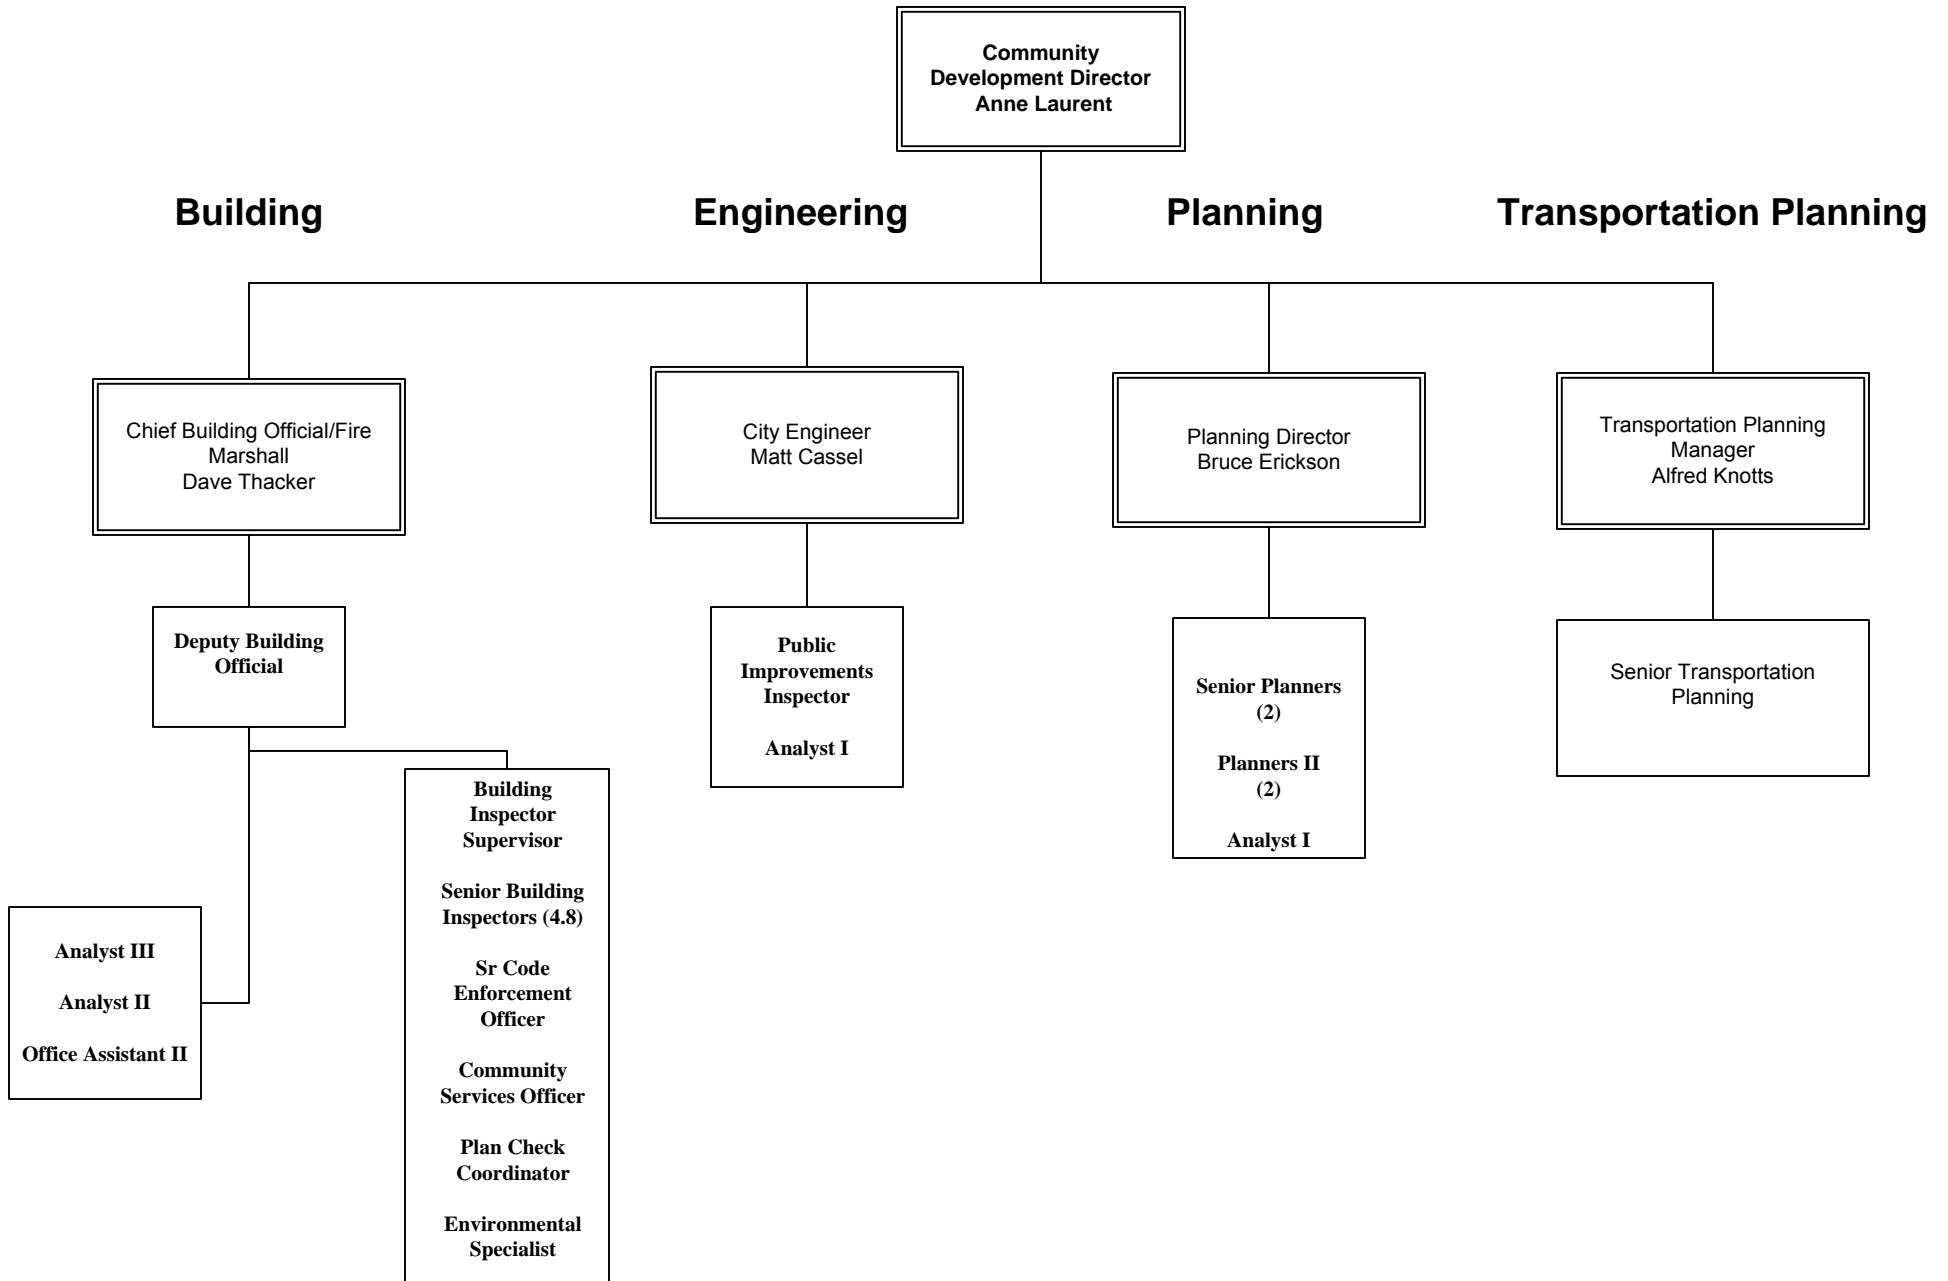 Community
Development Director
Anne Laurent
Building
Engineering
Planning
Transportation Planning
Chief Building Official/Fire
Marshall
Dave Thacker
City Engineer
Matt Cassel
Planning Director
Bruce Erickson
Transportation Planning
Manager
Alfred Knotts
Deputy Building
Official
Public
Improvements
Inspector
Analyst I
Senior Planners
(2)
Planners II
(2)
Analyst I
Senior Transportation
Planning
Building
Inspector
Supervisor
Senior Building
Inspectors (4.8)
Sr Code
Enforcement
Officer
Community
Services Officer
Plan Check
Coordinator
Environmental
Specialist
Analyst III
Analyst II
Office Assistant II